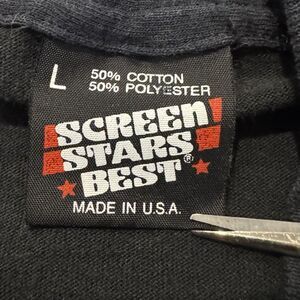 L
50% COTTON
50% POLYESTER
SCREEN
STARS
BEST®
MADE IN U.S.A.